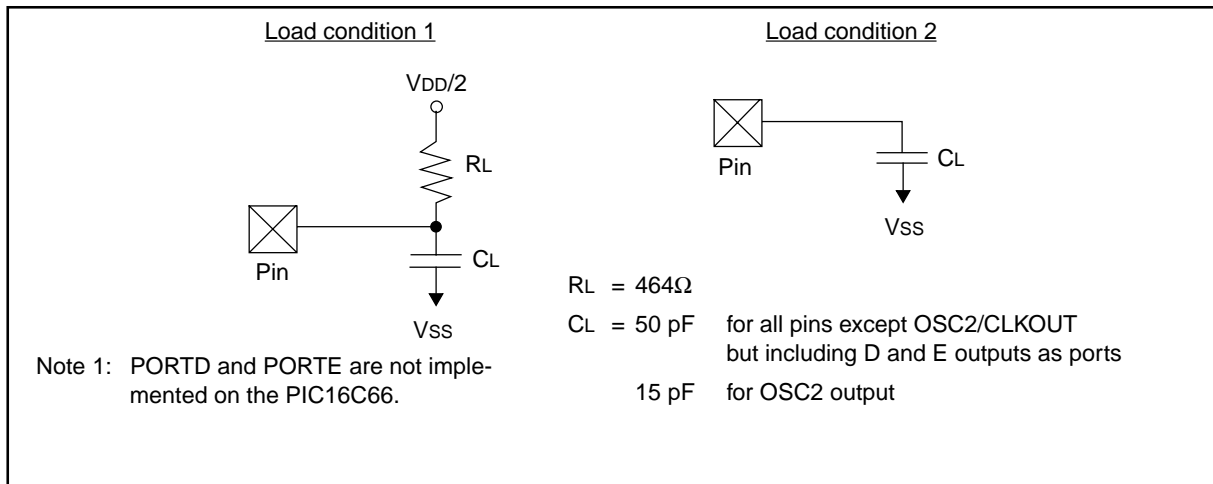 Load condition 1
VDD/2
RL
Pin
CL
VSS
Note 1: PORTD and PORTE are not imple-
mented on the PIC16C66.
Load condition 2
Pin
CL
VSS
RL = 464Ω
CL = 50 pF for all pins except OSC2/CLKOUT
but including D and E outputs as ports
15 pF for OSC2 output